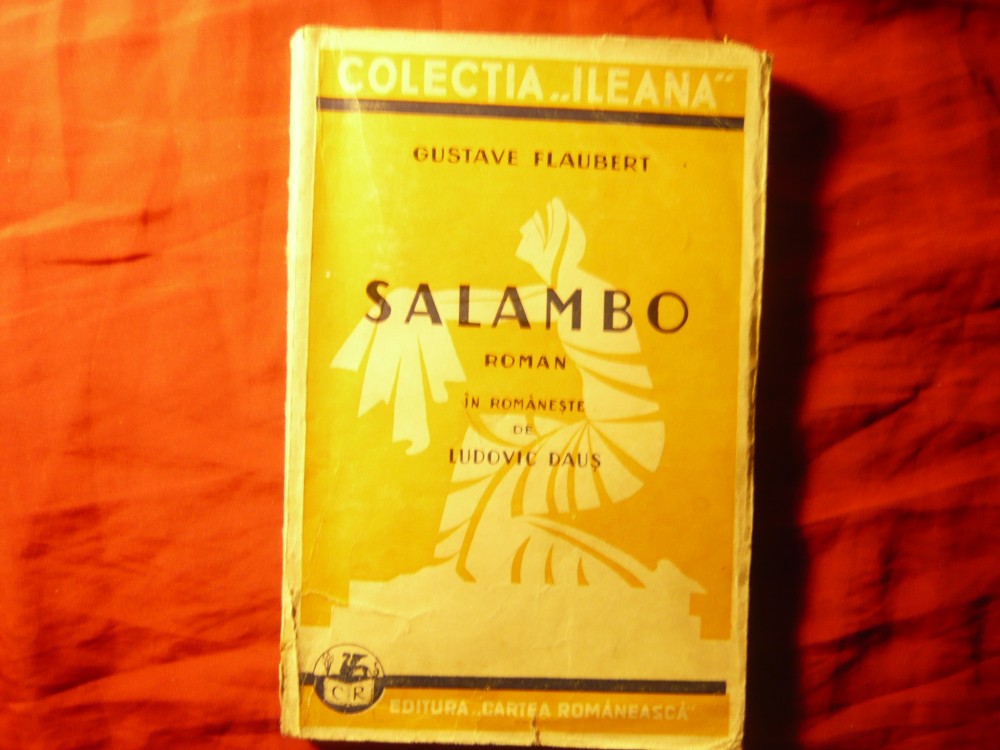 COLECTIA „ILEANA"
GUSTAVE FLAUBERT
SALAMBO
ROMAN
ÎN ROMÂNEȘTE
DE
LUDOVIC DAUȘ
CR
EDITURA „CARTEA ROMÂNEASCĂ"